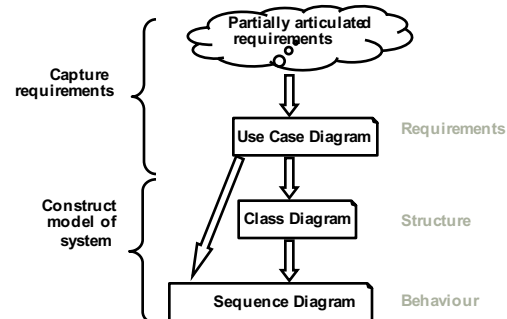 Partially articulated
requirements
Capture
requirements
Use Case Diagram
Requirements
Construct
model of
system
Class Diagram
Structure
Sequence Diagram
Behaviour